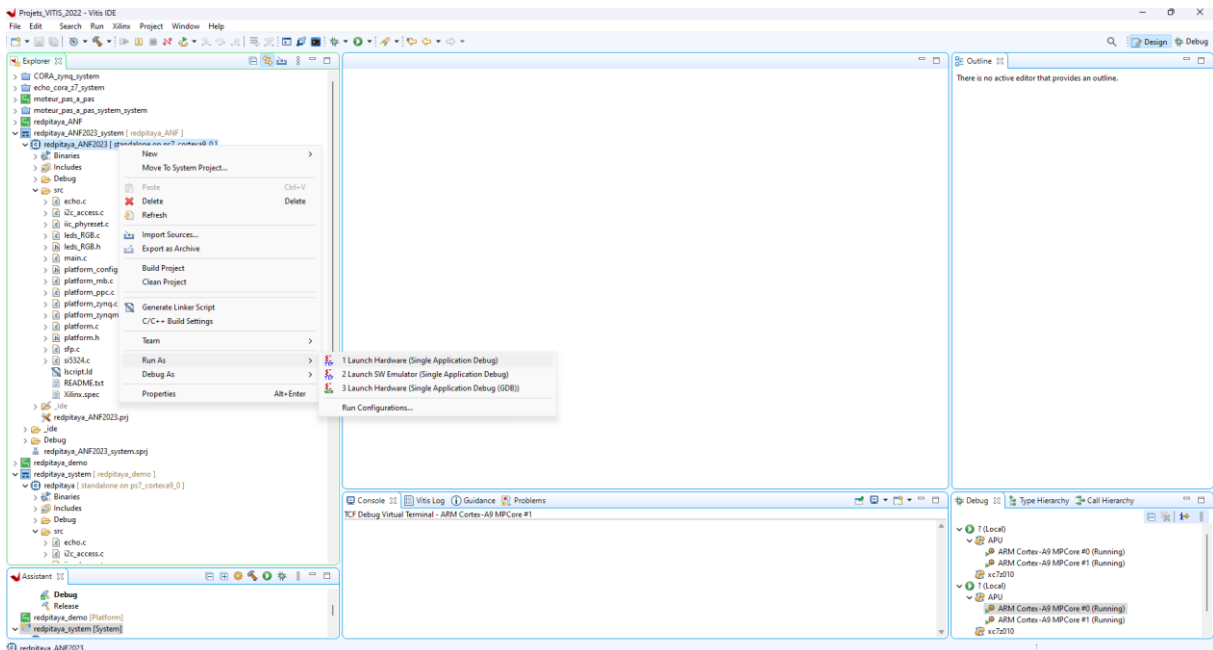 Projets_VITIS_2022 - Vitis IDE
File Edit Search Run Xilinx Project Window Help
Design Debug
Explorer
CORA_zynq_system
echo_cora_z7_system
moteur_pas_a_pas
moteur_pas_a_pas_system_system
redpitaya_ANF
redpitaya_ANF2023_system [ redpitaya_ANF ]
redpitaya_ANF2023 [ standalone on ps7_cortexa9_0 ]
Binaries
Includes
Debug
src
echo.c
i2c_access.c
iic_phyreset.c
leds_RGB.c
leds_RGB.h
main.c
platform_config
platform_mb.c
platform_ppc.c
platform_zynq.c
platform_zynqm
platform.c
platform.h
sfp.c
si5324.c
lscript.ld
README.txt
Xilinx.spec
_ide
redpitaya_ANF2023.prj
_ide
Debug
redpitaya_ANF2023_system.sprj
redpitaya_demo
redpitaya_system [ redpitaya_demo ]
redpitaya [ standalone on ps7_cortexa9_0 ]
Binaries
Includes
Debug
src
echo.c
i2c_access.c
New
Move To System Project...
Paste Ctrl+V
Delete Delete
Refresh
Import Sources...
Export as Archive
Build Project
Clean Project
Generate Linker Script
C/C++ Build Settings
Team
Run As
Debug As
Properties Alt+Enter
1 Launch Hardware (Single Application Debug)
2 Launch SW Emulator (Single Application Debug)
3 Launch Hardware (Single Application Debug (GDB))
Run Configurations...
Outline
There is no active editor that provides an outline.
Assistant
Debug
Release
redpitaya_demo [Platform]
redpitaya_system [System]
redpitaya_ANF2023
Console Vitis Log Guidance Problems
TCF Debug Virtual Terminal - ARM Cortex-A9 MPCore #1
Debug Type Hierarchy Call Hierarchy
? (Local)
APU
ARM Cortex-A9 MPCore #0 (Running)
ARM Cortex-A9 MPCore #1 (Running)
xc7z010
? (Local)
APU
ARM Cortex-A9 MPCore #0 (Running)
ARM Cortex-A9 MPCore #1 (Running)
xc7z010